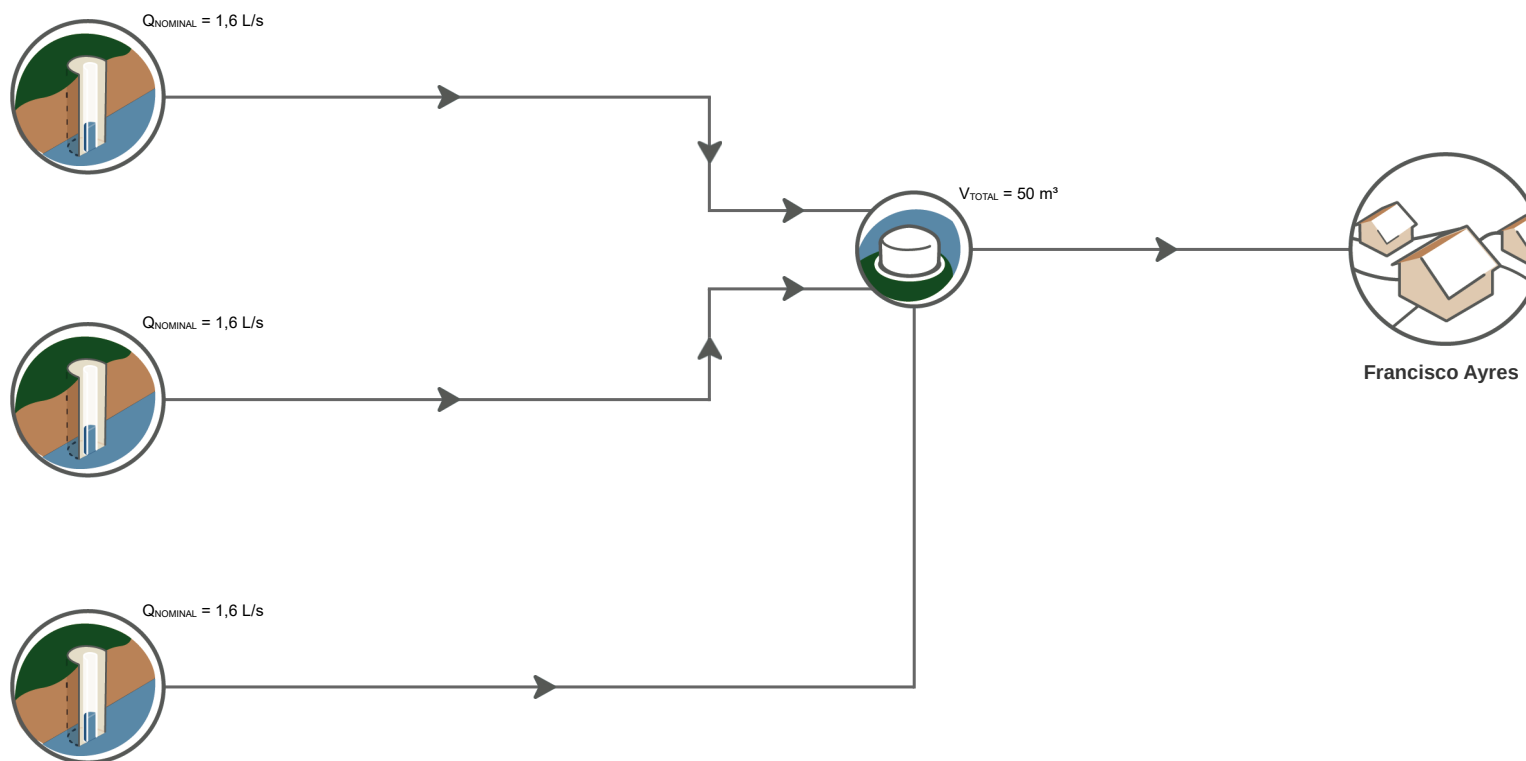 QNOMINAL = 1,6 L/s
VTOTAL = 50 m³
QNOMINAL = 1,6 L/s
Francisco Ayres
QNOMINAL = 1,6 L/s